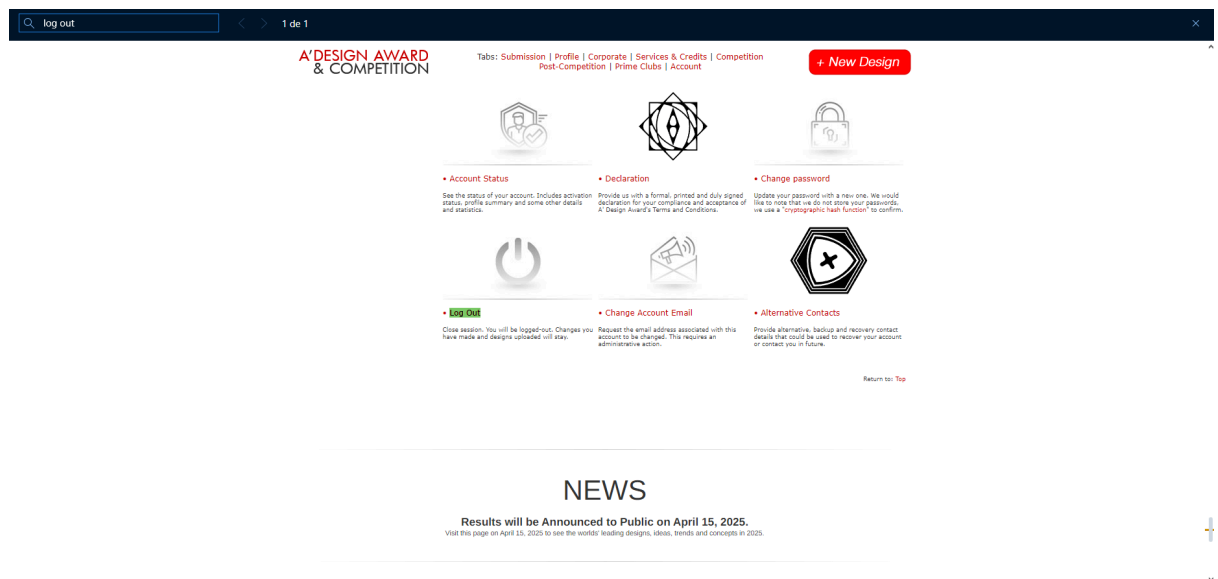 log out
1 de 1
A'DESIGN AWARD
& COMPETITION
Tabs: Submission | Profile | Corporate | Services & Credits | Competition
Post-Competition | Prime Clubs | Account
+ New Design
• Account Status
See the status of your account. Includes activation
status, profile summary and some other details
and statistics.
• Declaration
Provide us with a formal, printed and duly signed
declaration for your compliance and acceptance of
A' Design Award's Terms and Conditions.
• Change password
Update your password with a new one. We would
like to note that we do not store your passwords,
we use a "cryptographic hash function" to confirm.
• Log Out
Close session. You will be logged-out. Changes you
have made and designs uploaded will stay.
• Change Account Email
Request the email address associated with this
account to be changed. This requires an
administrative action.
• Alternative Contacts
Provide alternative, backup and recovery contact
details that could be used to recover your account
or contact you in future.
Return to: Top
NEWS
Results will be Announced to Public on April 15, 2025.
Visit this page on April 15, 2025 to see the worlds' leading designs, ideas, trends and concepts in 2025.